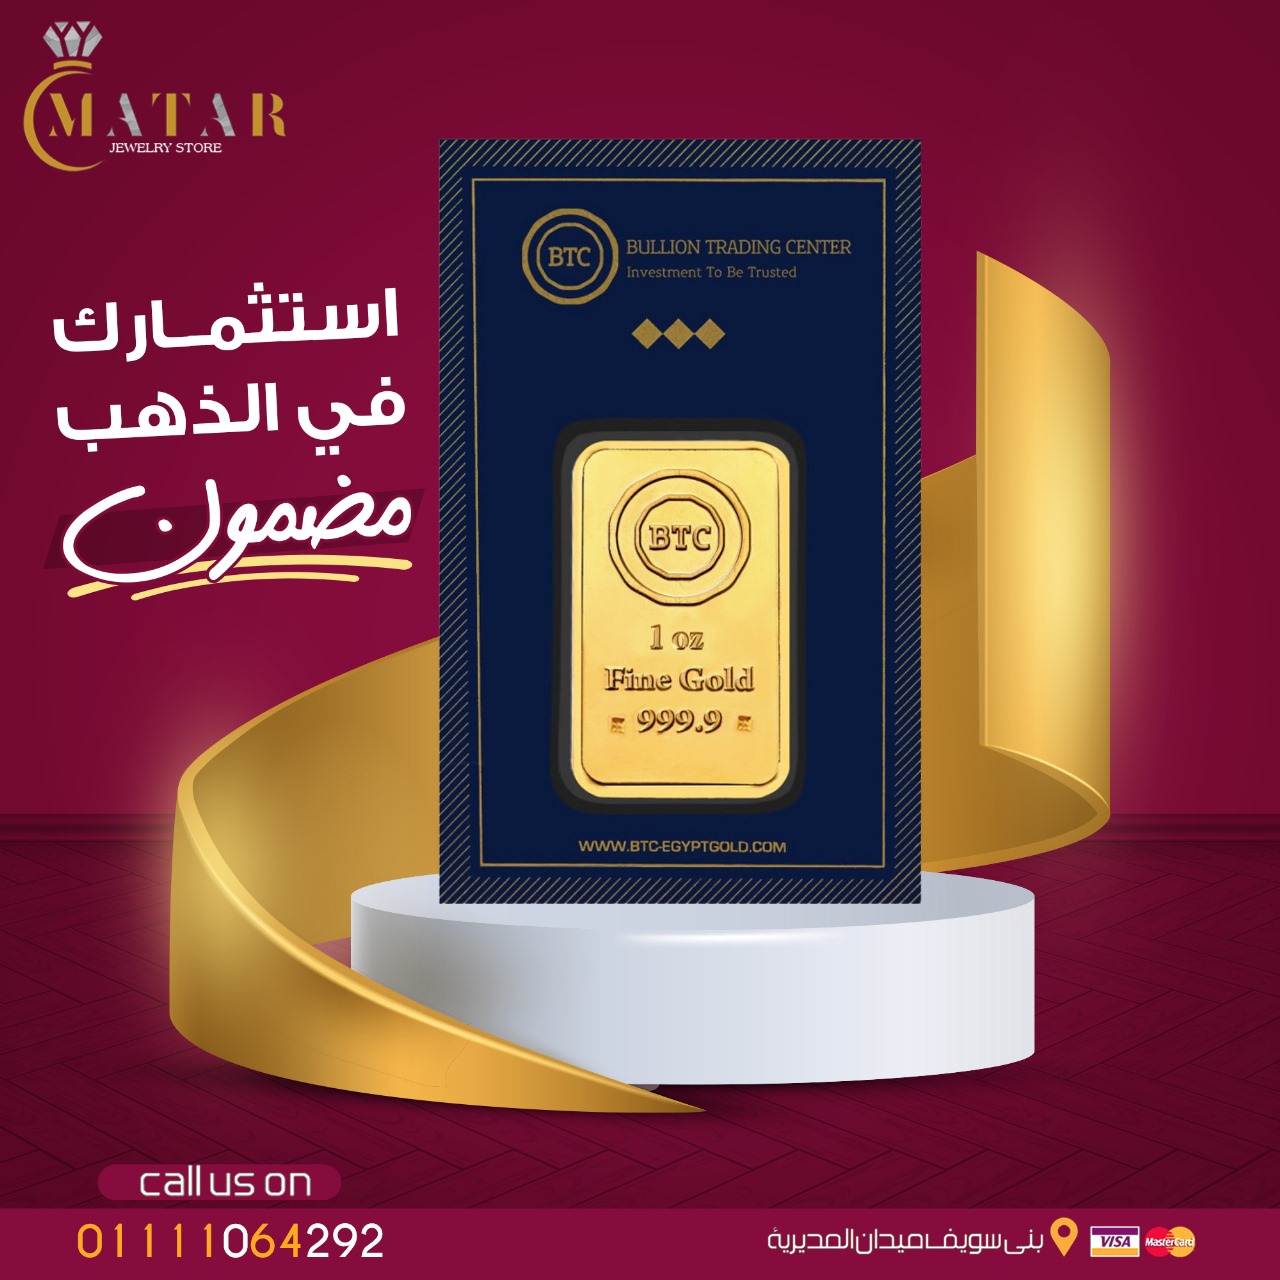 MATAR
JEWELRY STORE
استثمارك
في الذهب
مضمون
BTC
BULLION TRADING CENTER
Investment To Be Trusted
BTC
1 oz
Fine Gold
999.9
WWW.BTC-EGYPTGOLD.COM
call us on
01111064292
بنى سويف ميدان المديرية
VISA
MasterCard